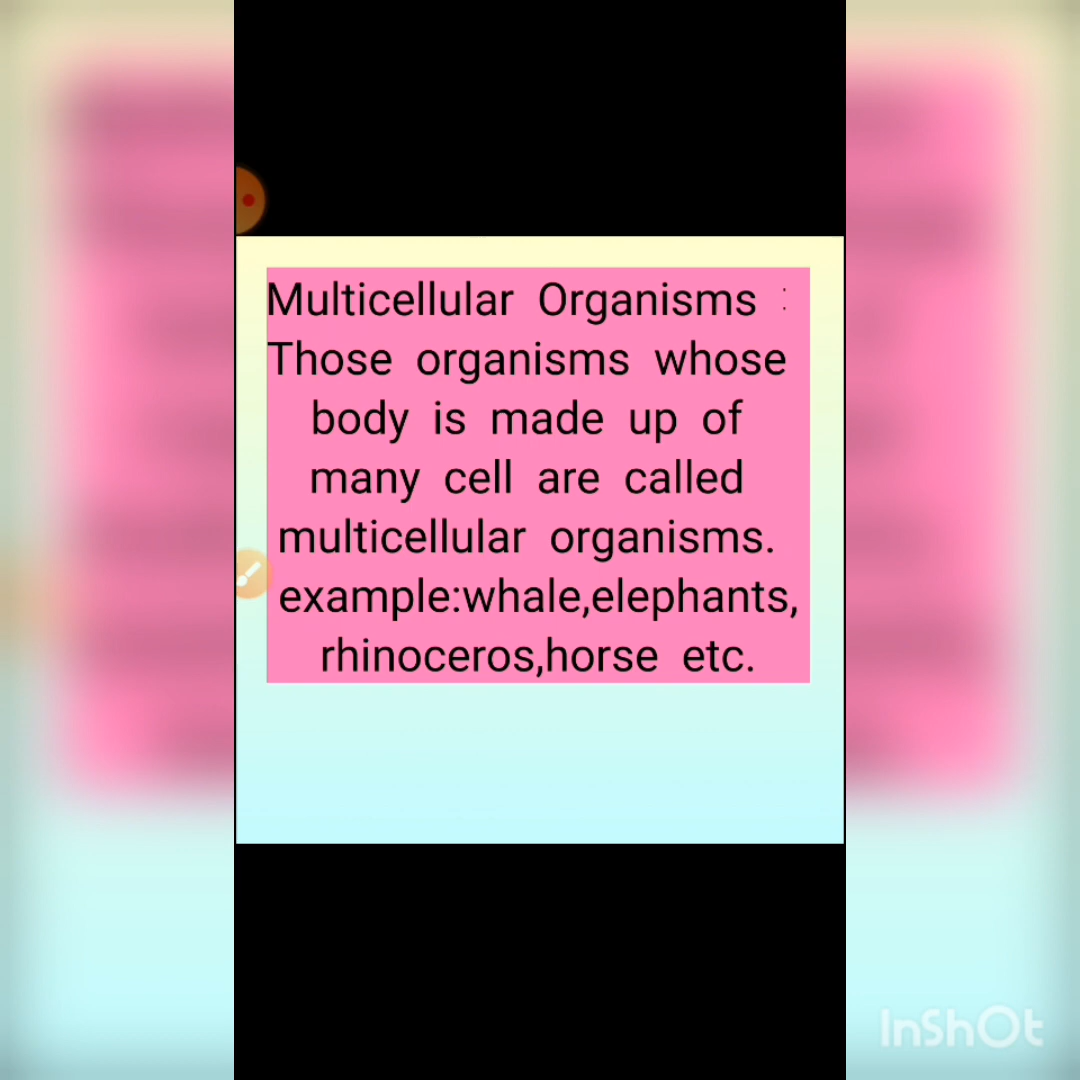 Multicellular Organisms :
Those organisms whose
body is made up of
many cell are called
multicellular organisms.
example:whale,elephants,
rhinoceros,horse etc.
InShOt